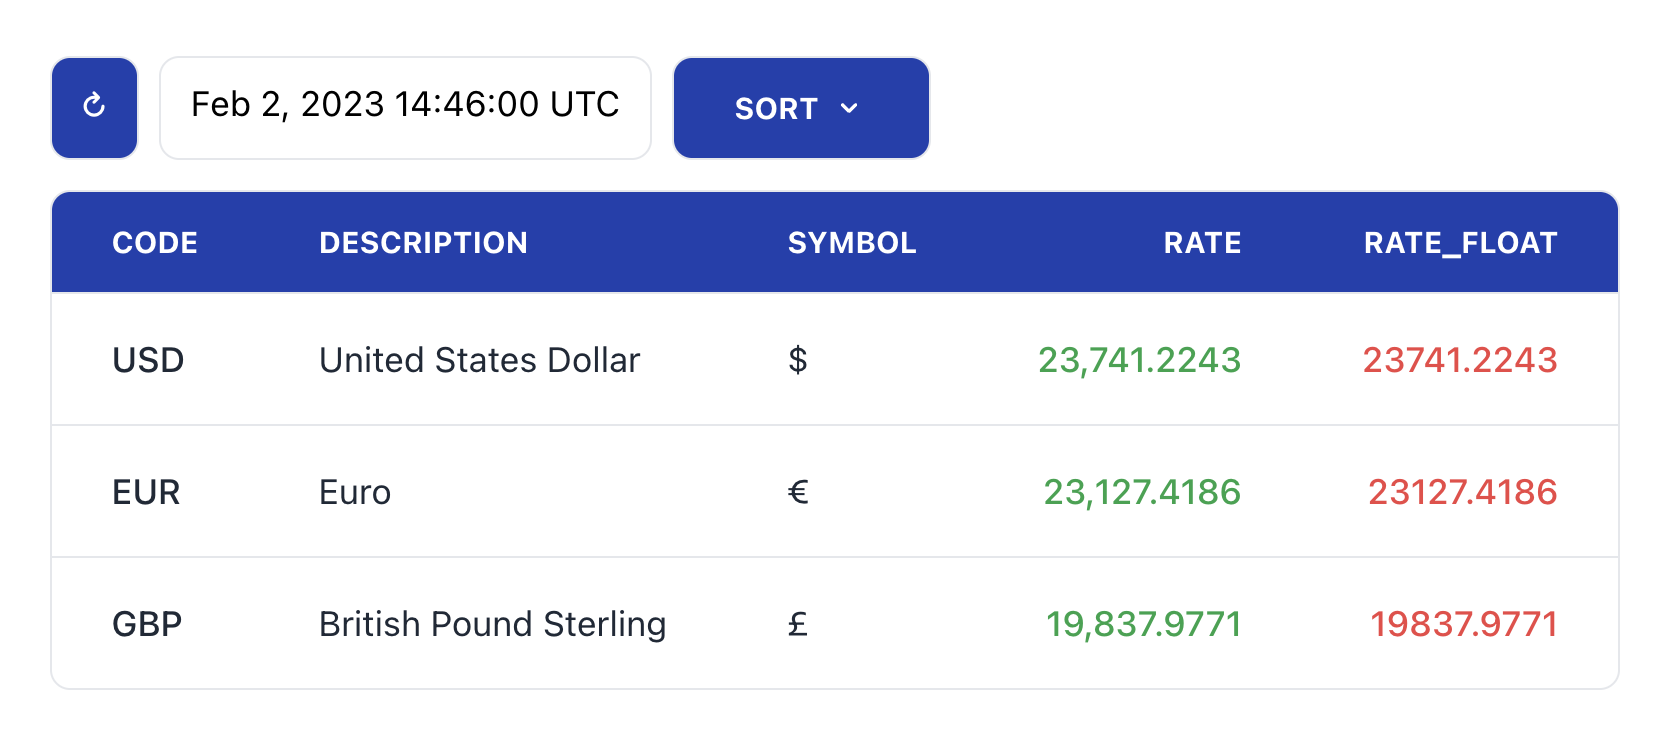 Feb 2, 2023 14:46:00 UTC SORT
CODE DESCRIPTION SYMBOL RATE RATE_FLOAT
USD United States Dollar $ 23,741.2243 23741.2243
EUR Euro € 23,127.4186 23127.4186
GBP British Pound Sterling £ 19,837.9771 19837.9771